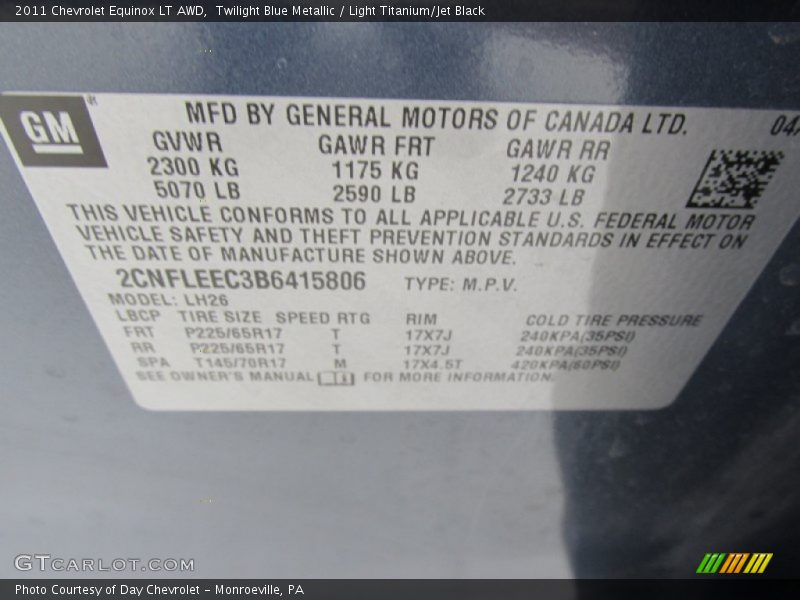 2011 Chevrolet Equinox LT AWD, Twilight Blue Metallic / Light Titanium/Jet Black
GM
MFD BY GENERAL MOTORS OF CANADA LTD. 04/
GVWR GAWR FRT GAWR RR
2300 KG 1175 KG 1240 KG
5070 LB 2590 LB 2733 LB
THIS VEHICLE CONFORMS TO ALL APPLICABLE U.S. FEDERAL MOTOR
VEHICLE SAFETY AND THEFT PREVENTION STANDARDS IN EFFECT ON
THE DATE OF MANUFACTURE SHOWN ABOVE.
2CNFLEEC3B6415806 TYPE: M.P.V.
MODEL: LH26
LBCP TIRE SIZE SPEED RTG RIM COLD TIRE PRESSURE
FRT P225/65R17 T 17X7J 240KPA(35PSI)
RR P225/65R17 T 17X7J 240KPA(35PSI)
SPA T145/70R17 M 17X4.5T 420KPA(60PSI)
SEE OWNER'S MANUAL FOR MORE INFORMATION.
GTCARLOT.COM
Photo Courtesy of Day Chevrolet - Monroeville, PA